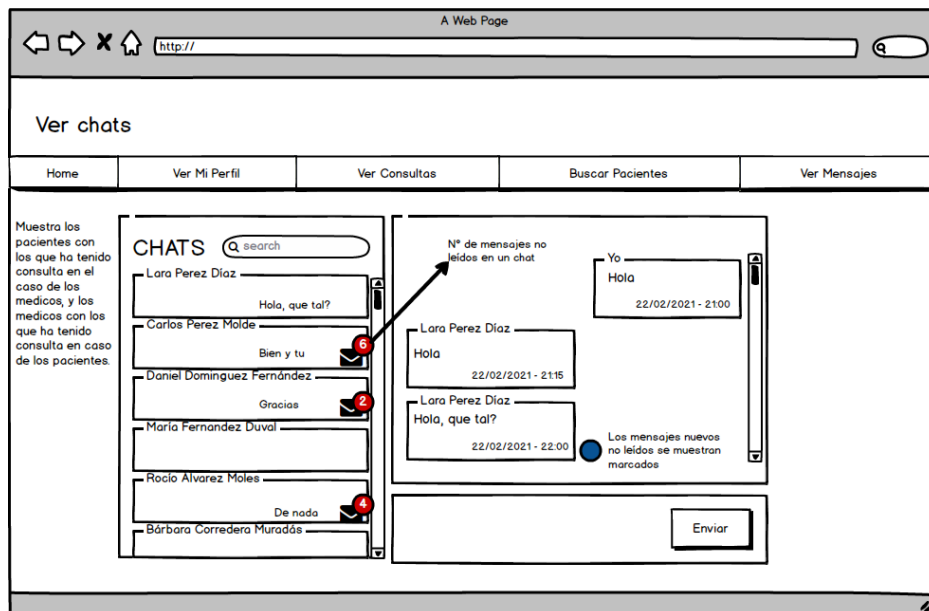 A Web Page
http://
Ver chats
Home
Ver Mi Perfil
Ver Consultas
Buscar Pacientes
Ver Mensajes
Muestra los
pacientes con
los que ha tenido
consulta en el
caso de los
medicos, y los
medicos con los
que ha tenido
consulta en caso
de los pacientes.
CHATS
search
Lara Perez Díaz
Hola, que tal?
Carlos Perez Molde
Bien y tu
6
Daniel Dominguez Fernández
Gracias
2
María Fernandez Duval
Rocío Álvarez Moles
De nada
4
Bárbara Corredera Muradás
Nº de mensajes no
leídos en un chat
Yo
Hola
22/02/2021 - 21:00
Lara Perez Díaz
Hola
22/02/2021 - 21:15
Lara Perez Díaz
Hola, que tal?
22/02/2021 - 22:00
Los mensajes nuevos
no leídos se muestran
marcados
Enviar